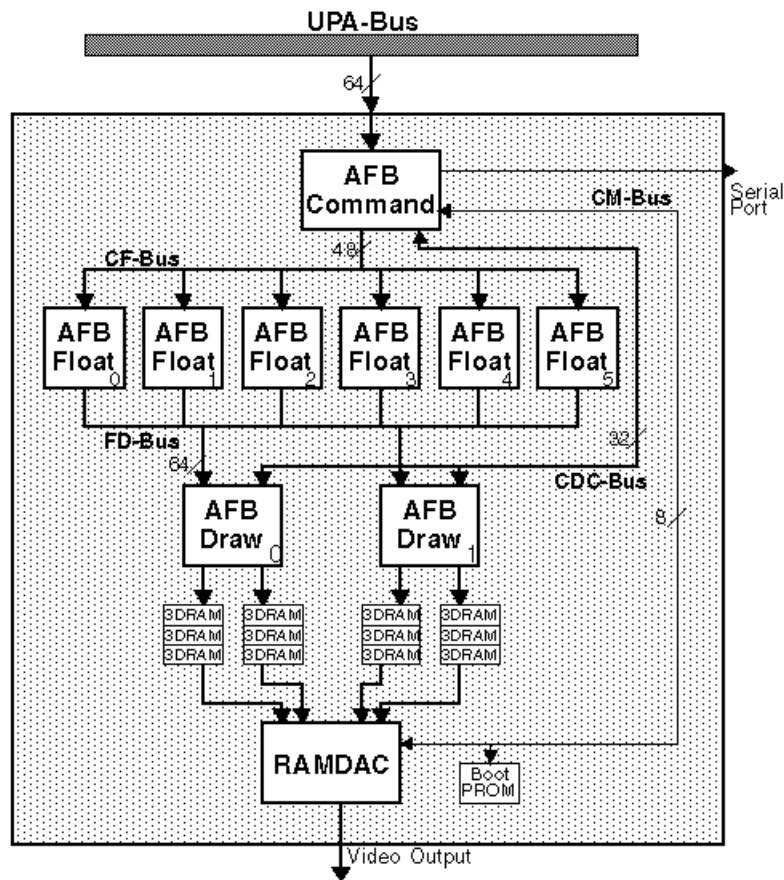 UPA-Bus
64
AFB
Command
Serial
Port
CM-Bus
48
CF-Bus
AFB
Float
0
AFB
Float
1
AFB
Float
2
AFB
Float
3
AFB
Float
4
AFB
Float
5
FD-Bus
32
64
CDC-Bus
AFB
Draw
0
AFB
Draw
1
8
3DRAM
3DRAM
3DRAM
3DRAM
3DRAM
3DRAM
3DRAM
3DRAM
3DRAM
3DRAM
3DRAM
3DRAM
RAMDAC
Boot
PROM
Video Output